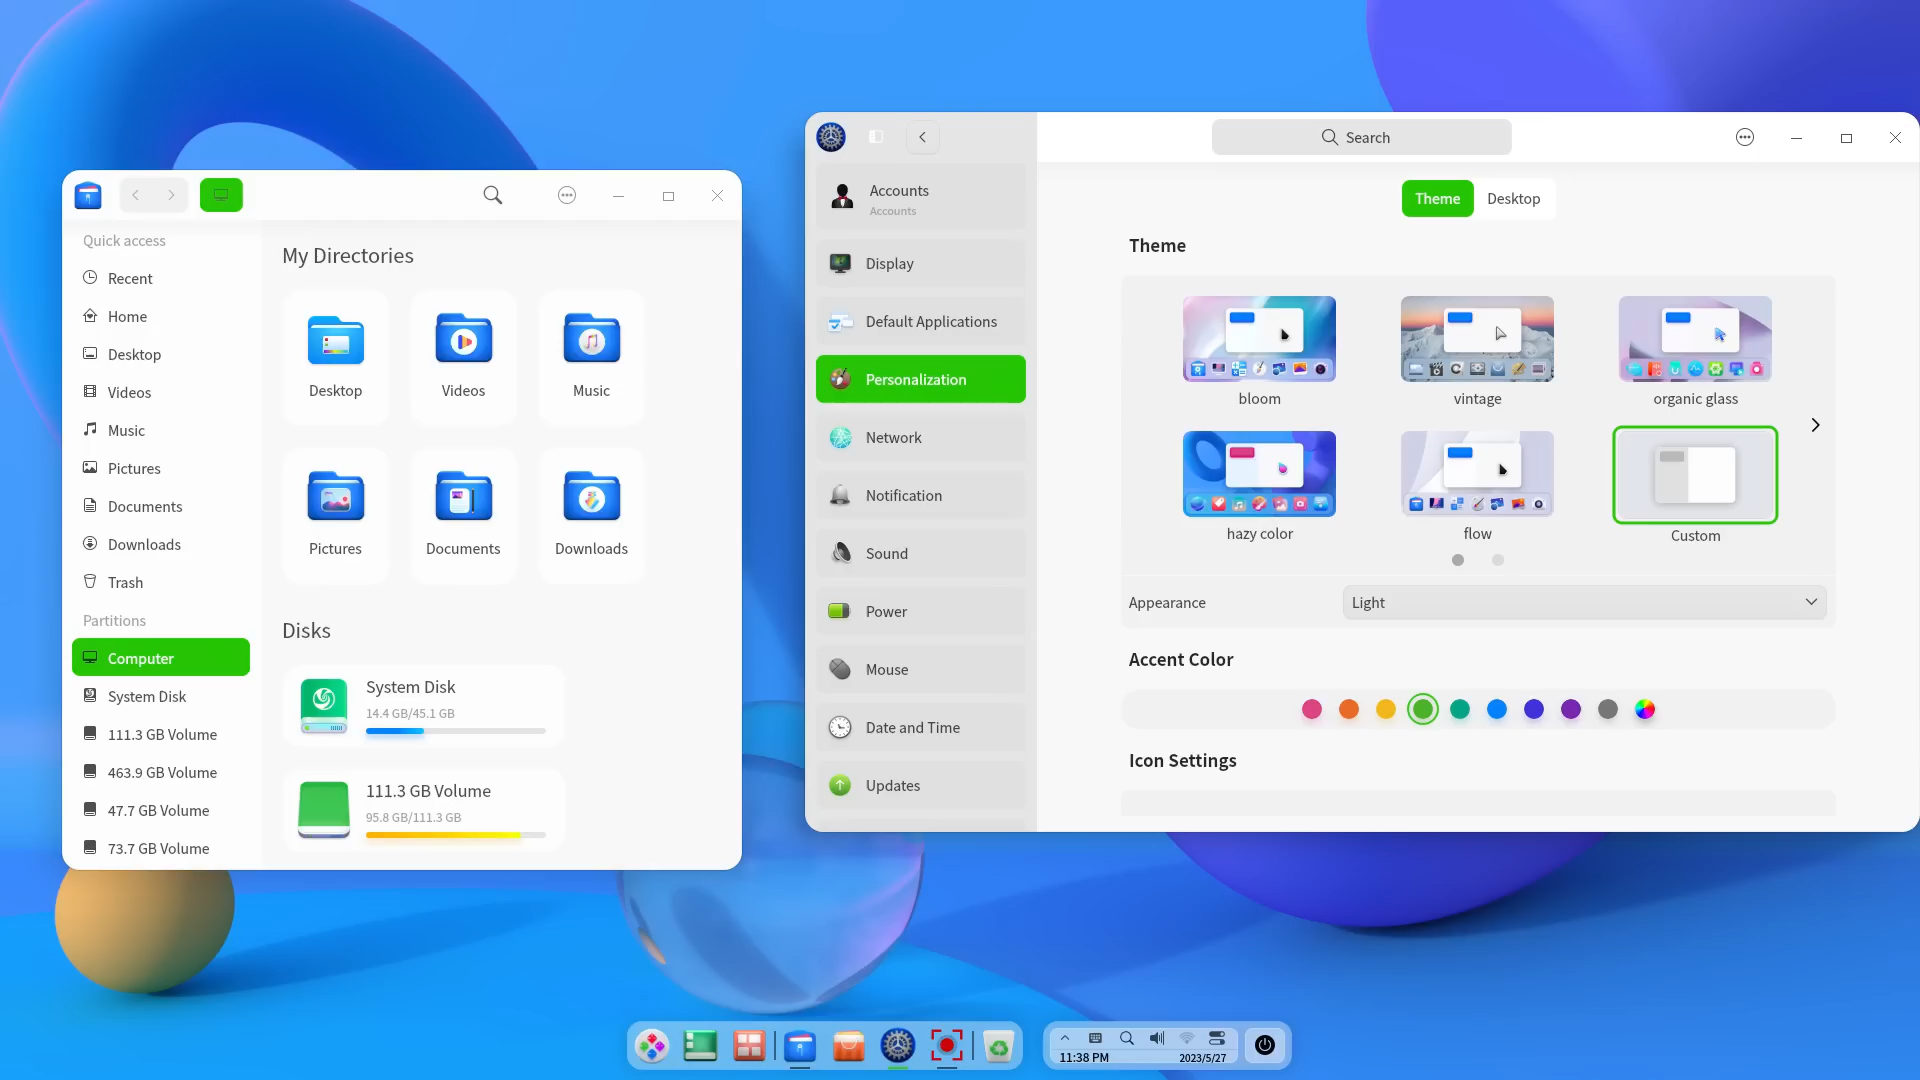 Quick access
Recent
Home
Desktop
Videos
Music
Pictures
Documents
Downloads
Trash
Partitions
Computer
System Disk
111.3 GB Volume
463.9 GB Volume
47.7 GB Volume
73.7 GB Volume
My Directories
Desktop
Videos
Music
Pictures
Documents
Downloads
Disks
System Disk
14.4 GB/45.1 GB
111.3 GB Volume
95.8 GB/111.3 GB
Accounts
Accounts
Display
Default Applications
Personalization
Network
Notification
Sound
Power
Mouse
Date and Time
Updates
Search
Theme Desktop
Theme
bloom
vintage
organic glass
hazy color
flow
Custom
Appearance
Light
Accent Color
Icon Settings
11:38 PM
2023/5/27